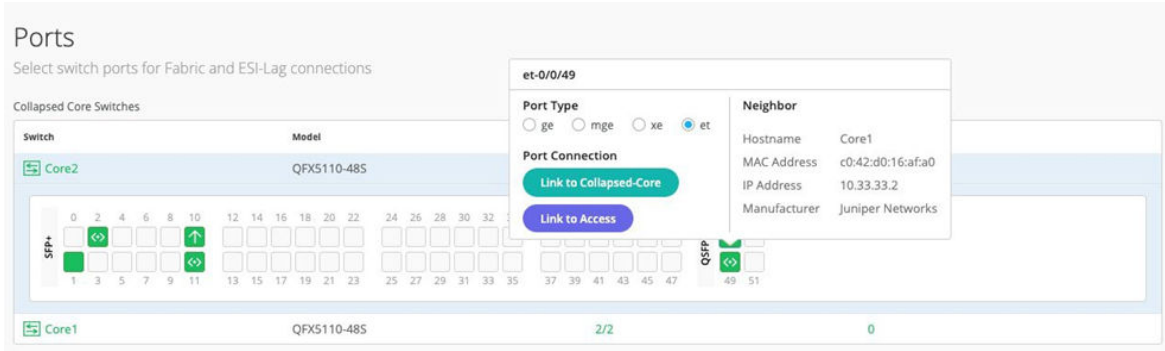 Ports
Select switch ports for Fabric and ESI-Lag connections
Collapsed Core Switches
Switch Model
Core2 QFX5110-48S
et-0/0/49
Port Type
ge mge xe et
Port Connection
Link to Collapsed-Core
Link to Access
Neighbor
Hostname Core1
MAC Address c0:42:d0:16:af:a0
IP Address 10.33.33.2
Manufacturer Juniper Networks
SFP+
0 2 4 6 8 10 12 14 16 18 20 22 24 26 28 30 32
1 3 5 7 9 11 13 15 17 19 21 23 25 27 29 31 33 35 37 39 41 43 45 47
QSFP
49 51
Core1 QFX5110-48S 2/2 0